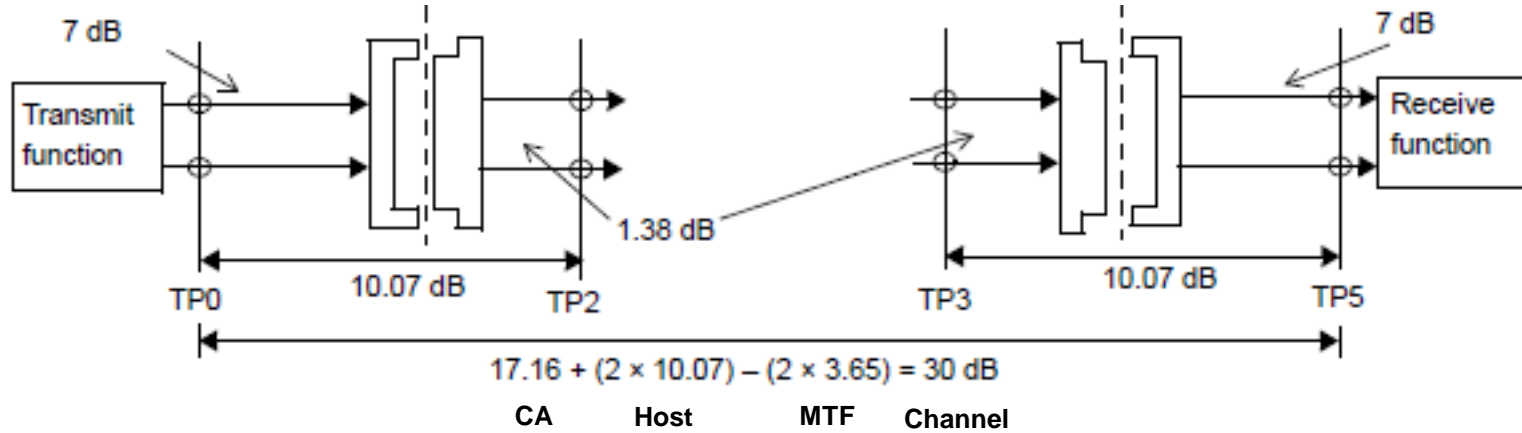 7 dB
7 dB
Transmit
function
Receive
function
1.38 dB
10.07 dB
10.07 dB
TP0
TP2
TP3
TP5
17.16 + (2 × 10.07) – (2 × 3.65) = 30 dB
CA Host MTF Channel